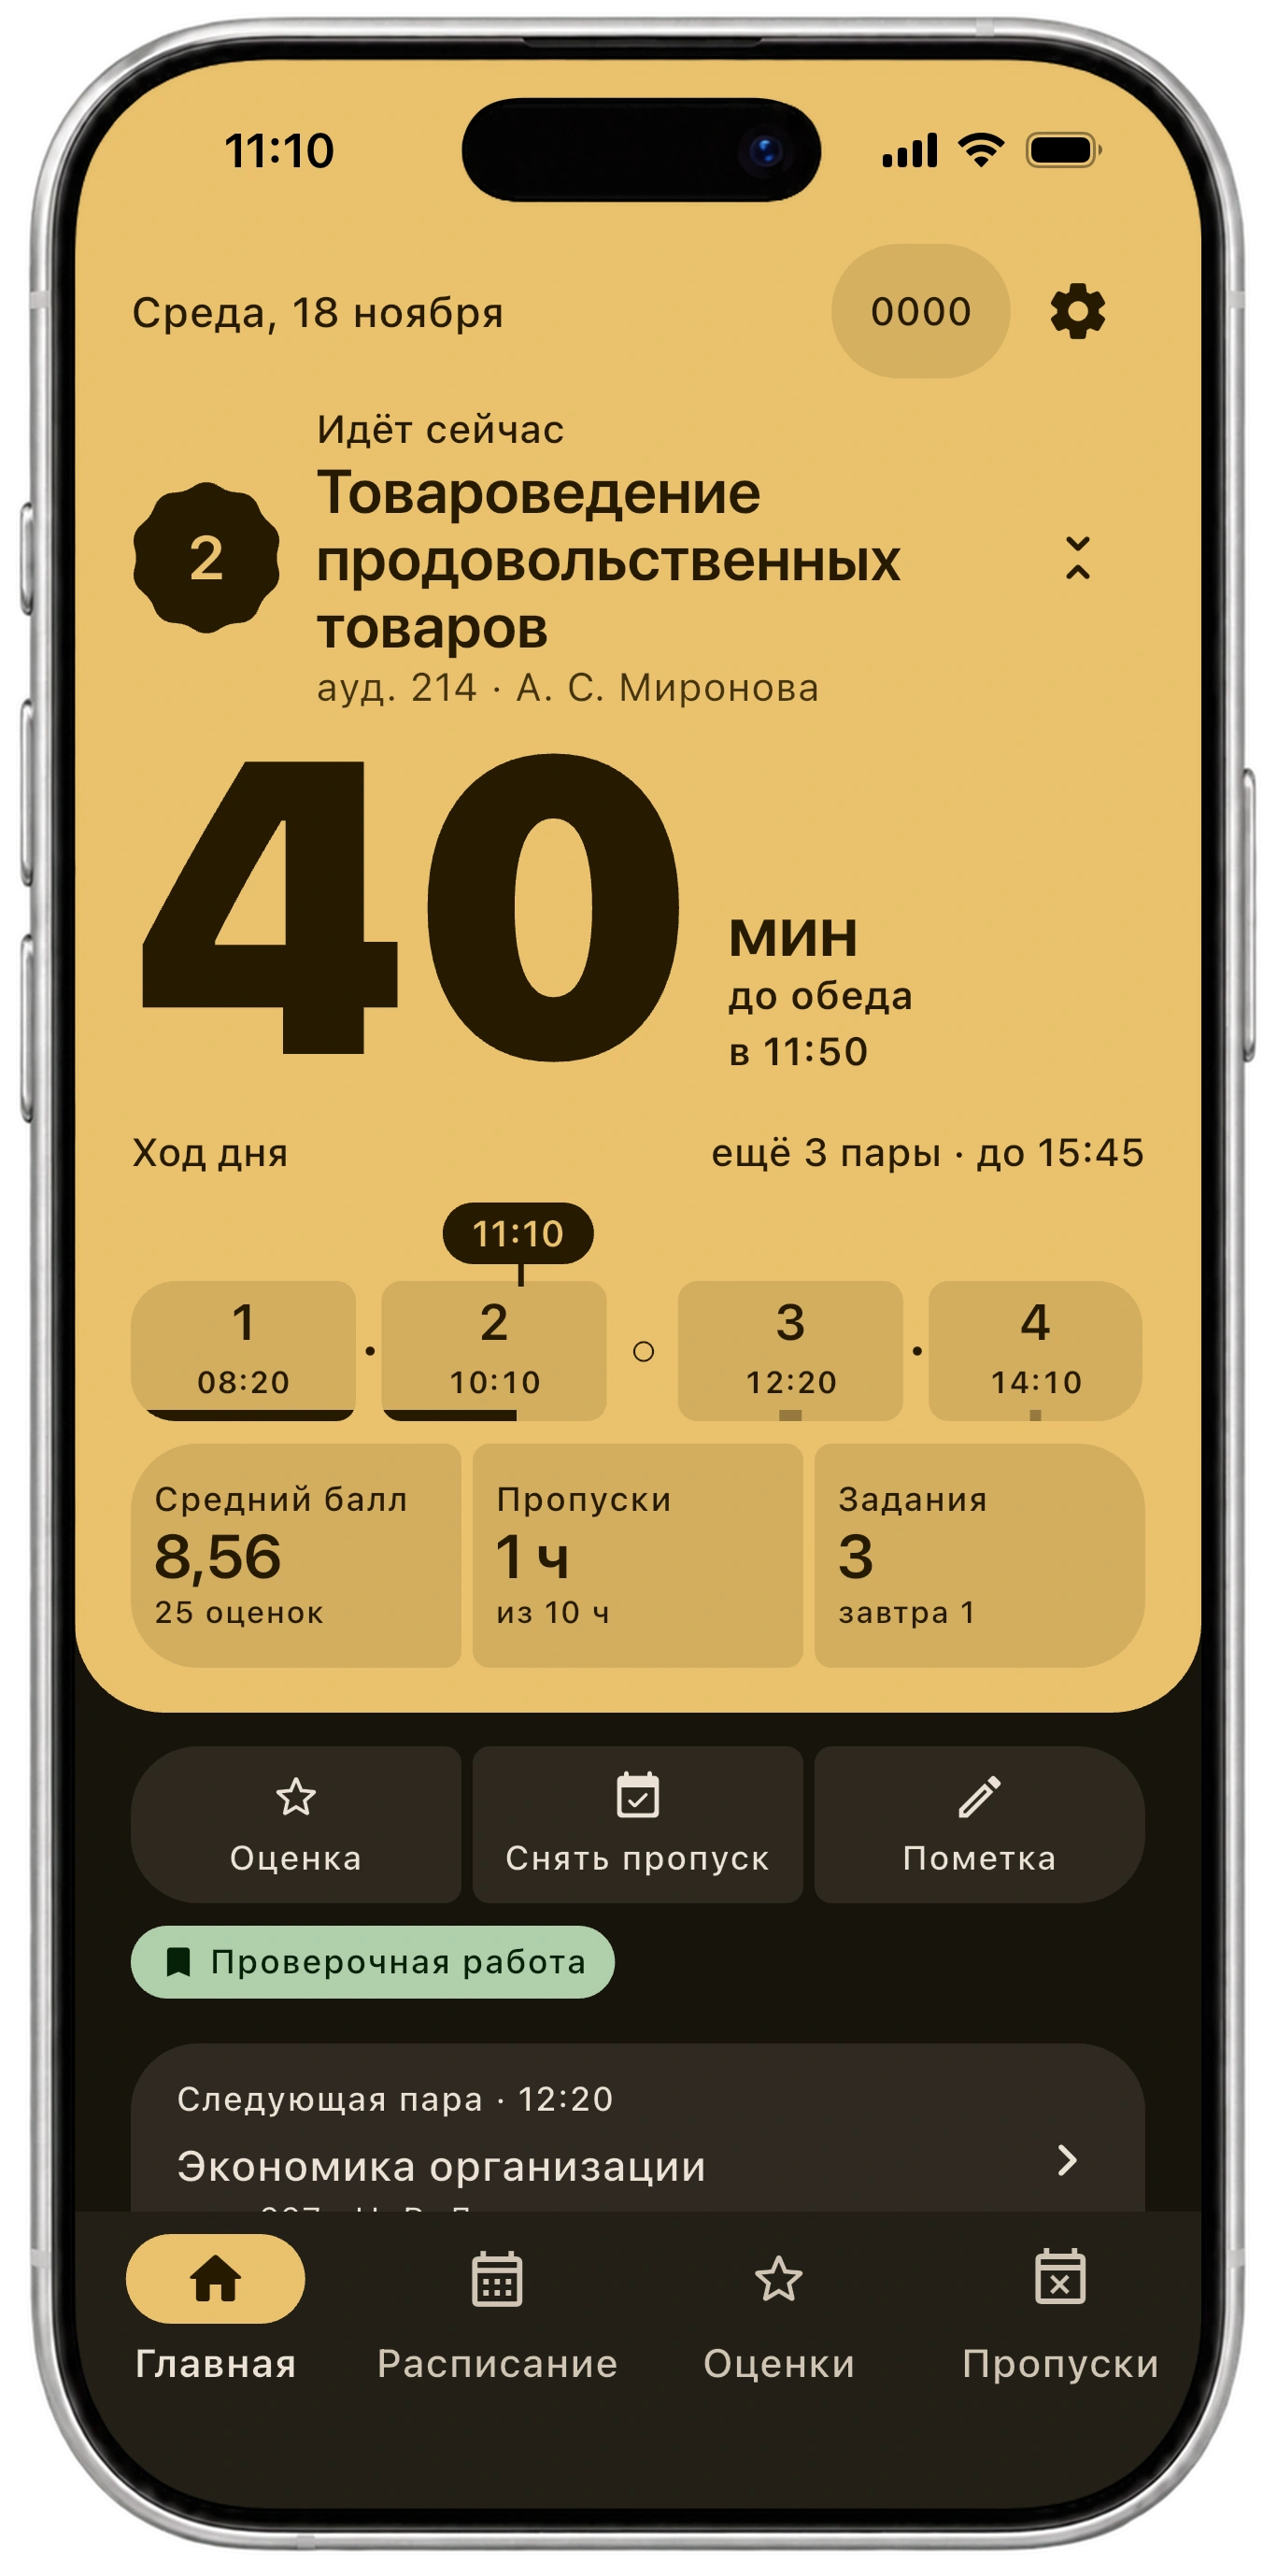 11:10
Среда, 18 ноября
0000
Идёт сейчас
2
Товароведение
продовольственных
товаров
ауд. 214 · А. С. Миронова
40
мин
до обеда
в 11:50
Ход дня
ещё 3 пары · до 15:45
11:10
1
2
3
4
08:20
10:10
12:20
14:10
Средний балл
Пропуски
Задания
8,56
1 ч
3
25 оценок
из 10 ч
завтра 1
Оценка
Снять пропуск
Пометка
Проверочная работа
Следующая пара · 12:20
Экономика организации
Главная
Расписание
Оценки
Пропуски